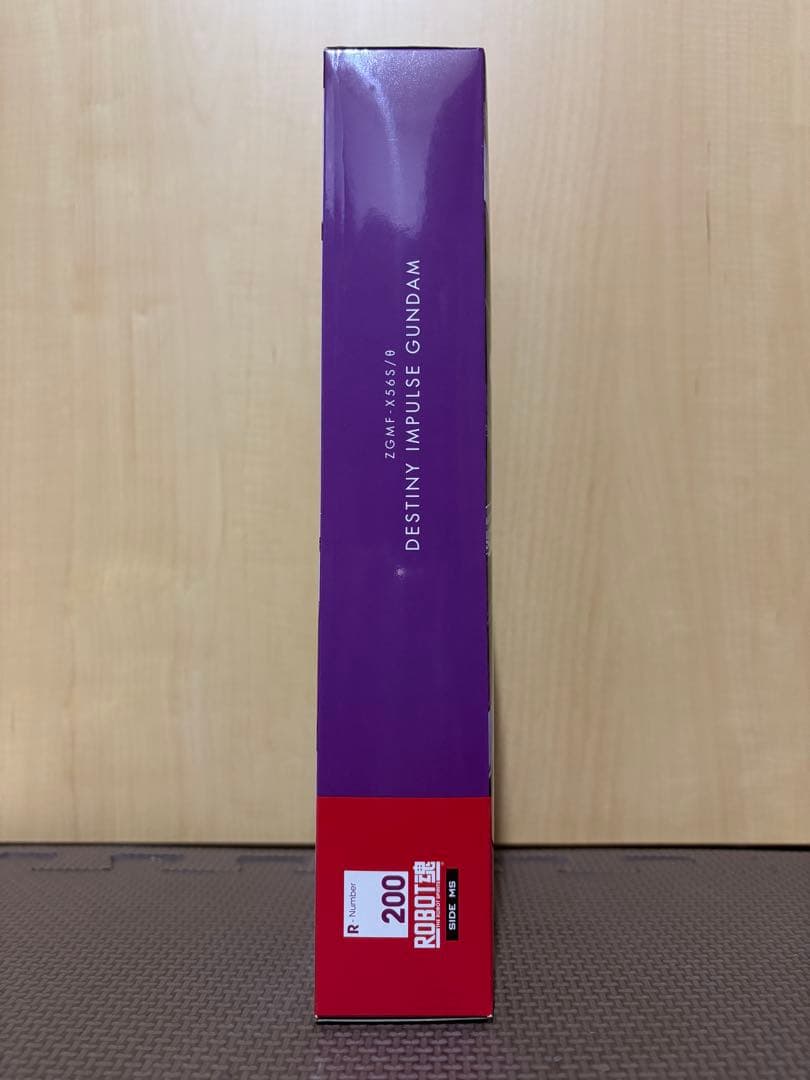 ZGMF-X56S/θ
DESTINY IMPULSE GUNDAM
R-Number
200
ROBOT魂
THE ROBOT SPIRITS
SIDE MS